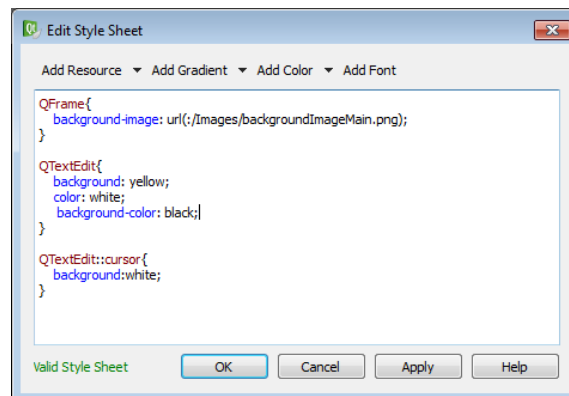 Edit Style Sheet
Add Resource Add Gradient Add Color Add Font
QFrame{
background-image: url(:/Images/backgroundImageMain.png);
}
QTextEdit{
background: yellow;
color: white;
background-color: black;
}
QTextEdit::cursor{
background:white;
}
Valid Style Sheet OK Cancel Apply Help